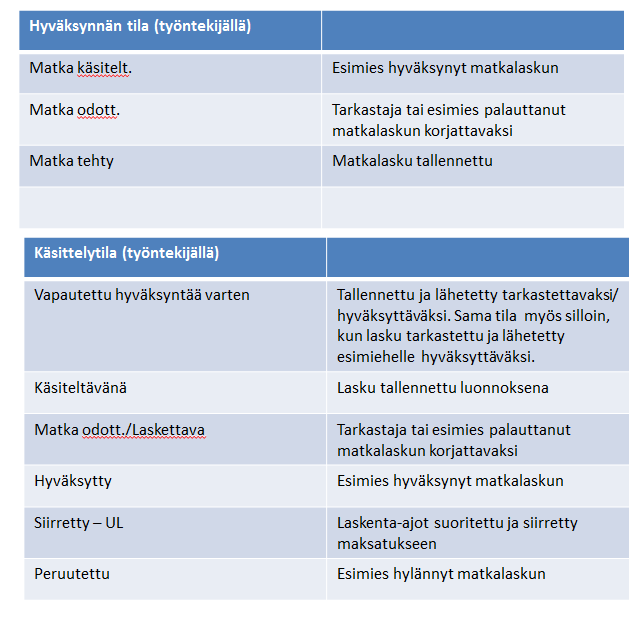 Hyväksynnän tila (työntekijällä)
Matka käsitelt.
Esimies hyväksynyt matkalaskun
Matka odott.
Tarkastaja tai esimies palauttanut
matkalaskun korjattavaksi
Matka tehty
Matkalasku tallennettu
Käsittelytila (työntekijällä)
Vapautettu hyväksyntää varten
Tallennettu ja lähetetty tarkastettavaksi/
hyväksyttäväksi. Sama tila myös silloin,
kun lasku tarkastettu ja lähetetty
esimiehelle hyväksyttäväksi.
Käsiteltävänä
Lasku tallennettu luonnoksena
Matka odott./Laskettava
Tarkastaja tai esimies palauttanut
matkalaskun korjattavaksi
Hyväksytty
Esimies hyväksynyt matkalaskun
Siirretty – UL
Laskenta-ajot suoritettu ja siirretty
maksatukseen
Peruutettu
Esimies hylännyt matkalaskun